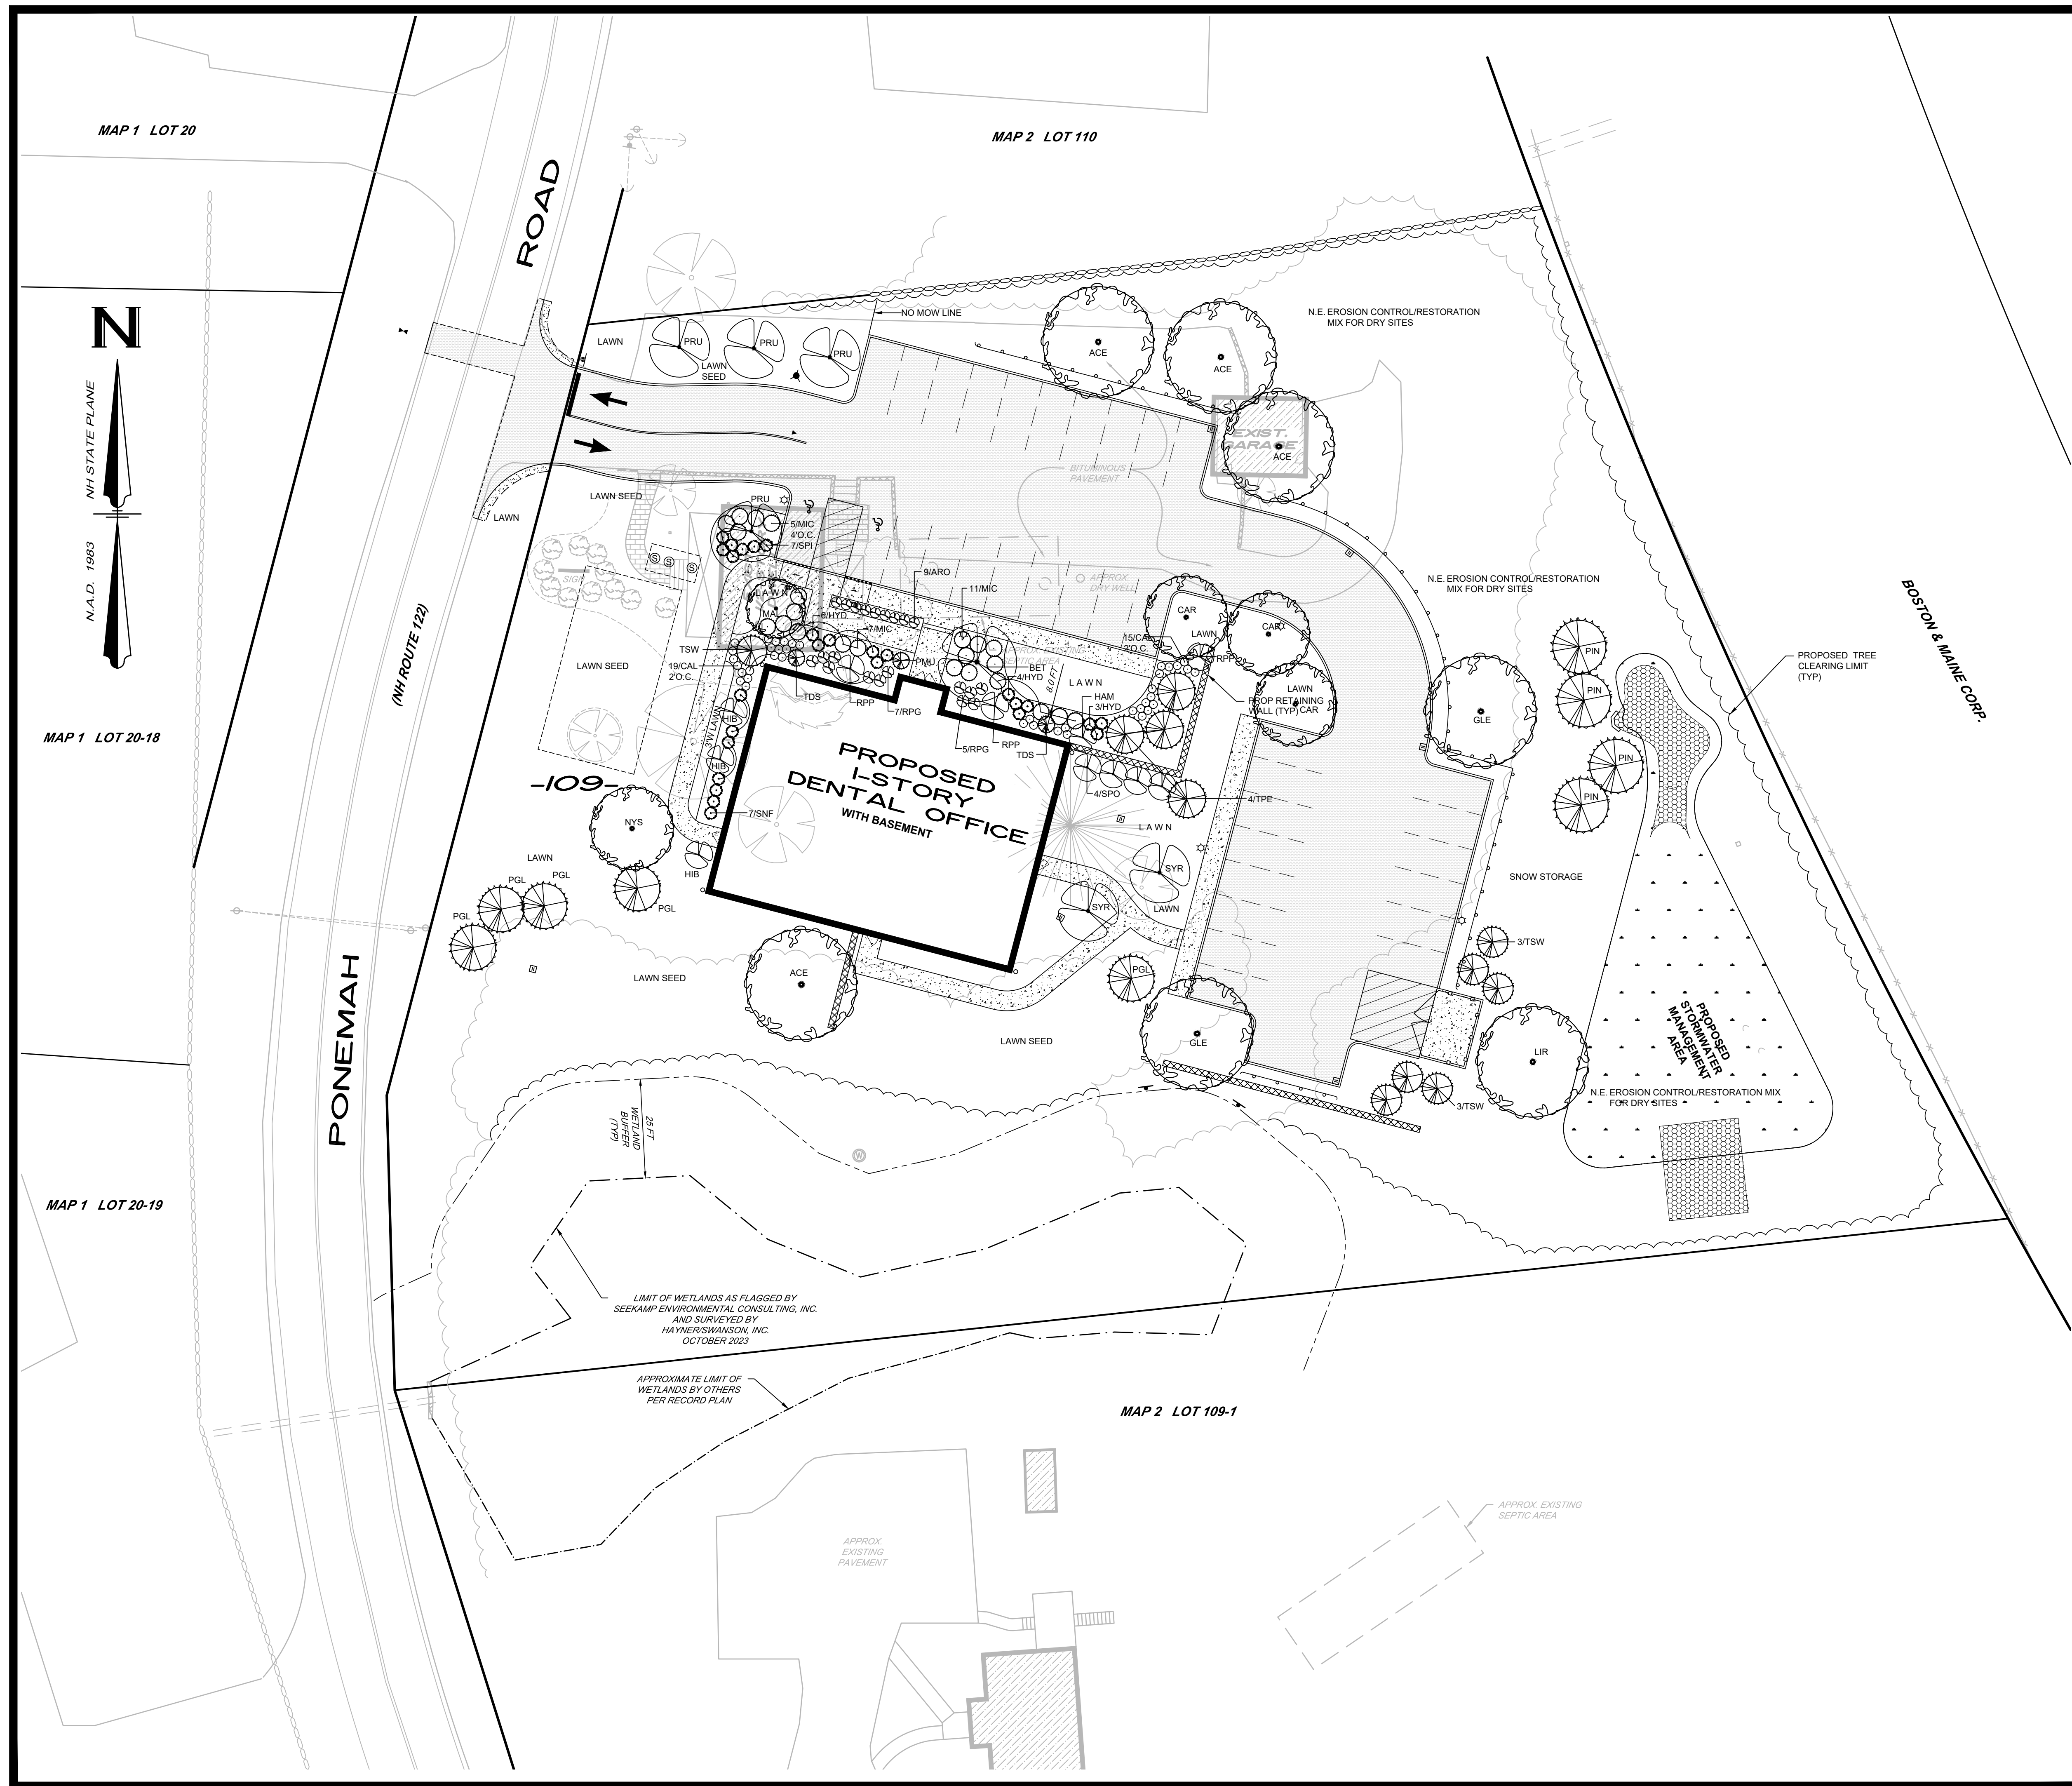 MAP 1 LOT 20
MAP 2 LOT 110
ROAD
N
NH STATE PLANE
N.A.D. 1983
(NH ROUTE 122)
NO MOW LINE
N.E. EROSION CONTROL/RESTORATION
MIX FOR DRY SITES
LAWN
PRU
PRU
PRU
LAWN
SEED
ACE
ACE
EXIST.
GARAGE
ACE
BITUMINOUS
PAVEMENT
LAWN SEED
LAWN
PRU
5/MIC
4'O.C.
7/SPI
S
S
S
SIGN
9/ARO
11/MIC
APPROX.
DRY WELL
N.E. EROSION CONTROL/RESTORATION
MIX FOR DRY SITES
BOSTON & MAINE CORP.
LAWN
MAL
6/HYD
7/MIC
CAR
CAR
LAWN
15/CAL
2'O.C.
RPP
TSW
19/CAL
2'O.C.
PMU
BET
4/HYD
8.0 FT
LAWN
HAM
3/HYD
LAWN
PROP RETAINING
WALL (TYP)
CAR
LAWN SEED
TDS
RPP
7/RPG
5/RPG
RPP
TDS
3'W LAWN
HIB
HIB
GLE
PIN
PIN
PIN
PIN
PROPOSED TREE
CLEARING LIMIT
(TYP)
MAP 1 LOT 20-18
-109-
PROPOSED
1-STORY
DENTAL OFFICE
WITH BASEMENT
4/SPO
4/TPE
LAWN
7/SNF
NYS
HIB
LAWN
PGL
PGL
PGL
PGL
SYR
SYR
LAWN
SNOW STORAGE
3/TSW
LAWN SEED
ACE
PGL
GLE
LAWN SEED
LIR
PROPOSED
STORMWATER
MANAGEMENT
AREA
N.E. EROSION CONTROL/RESTORATION MIX
FOR DRY SITES
3/TSW
PONEMAH
25 FT
WETLAND
BUFFER
(TYP)
W
MAP 1 LOT 20-19
LIMIT OF WETLANDS AS FLAGGED BY
SEEKAMP ENVIRONMENTAL CONSULTING, INC.
AND SURVEYED BY
HAYNER/SWANSON, INC.
OCTOBER 2023
APPROXIMATE LIMIT OF
WETLANDS BY OTHERS
PER RECORD PLAN
MAP 2 LOT 109-1
APPROX. EXISTING
SEPTIC AREA
APPROX.
EXISTING
PAVEMENT